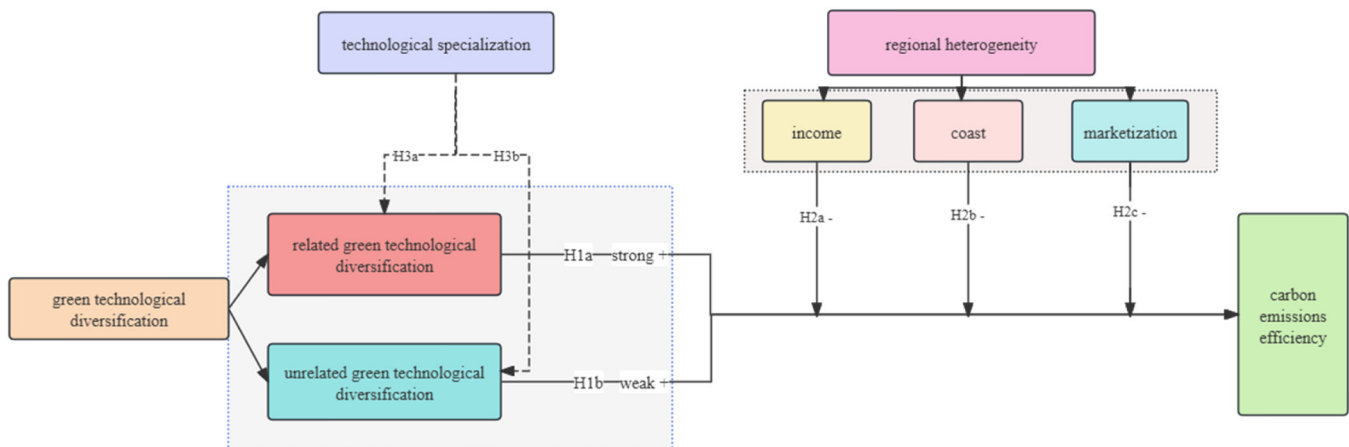 technological specialization
regional heterogeneity
income
coast
marketization
H3a
H3b
H2a -
H2b -
H2c -
related green technological
diversification
H1a
strong +
green technological
diversification
carbon
emissions
efficiency
unrelated green technological
diversification
H1b
weak +